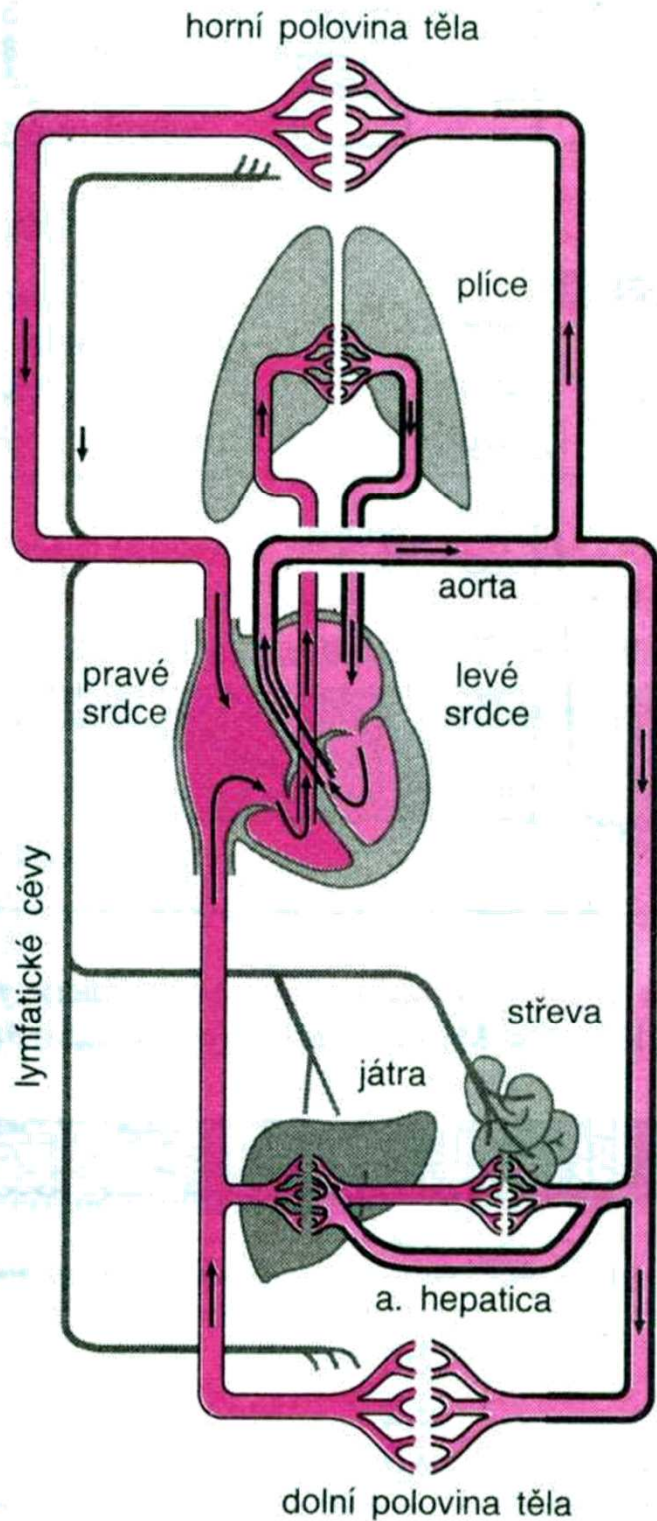 horní polovina těla
plíce
aorta
pravé
srdce
levé
srdce
lymfatické cévy
střeva
játra
a. hepatica
dolní polovina těla